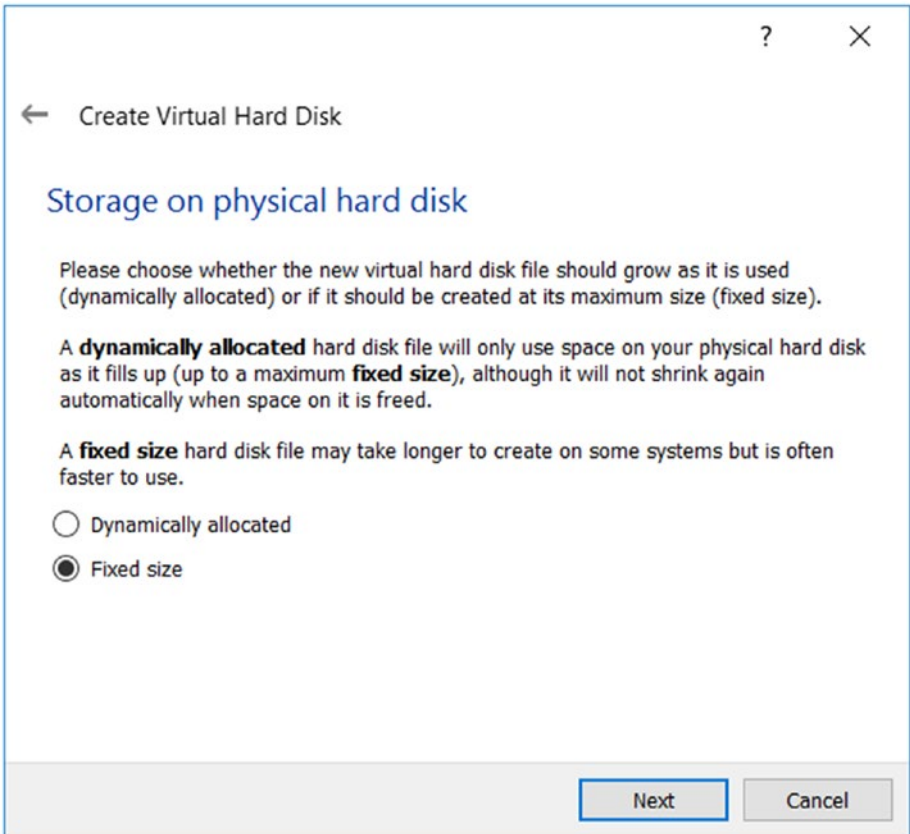 ?
Create Virtual Hard Disk
Storage on physical hard disk
Please choose whether the new virtual hard disk file should grow as it is used
(dynamically allocated) or if it should be created at its maximum size (fixed size).
A dynamically allocated hard disk file will only use space on your physical hard disk
as it fills up (up to a maximum fixed size), although it will not shrink again
automatically when space on it is freed.
A fixed size hard disk file may take longer to create on some systems but is often
faster to use.
Dynamically allocated
Fixed size
Next Cancel